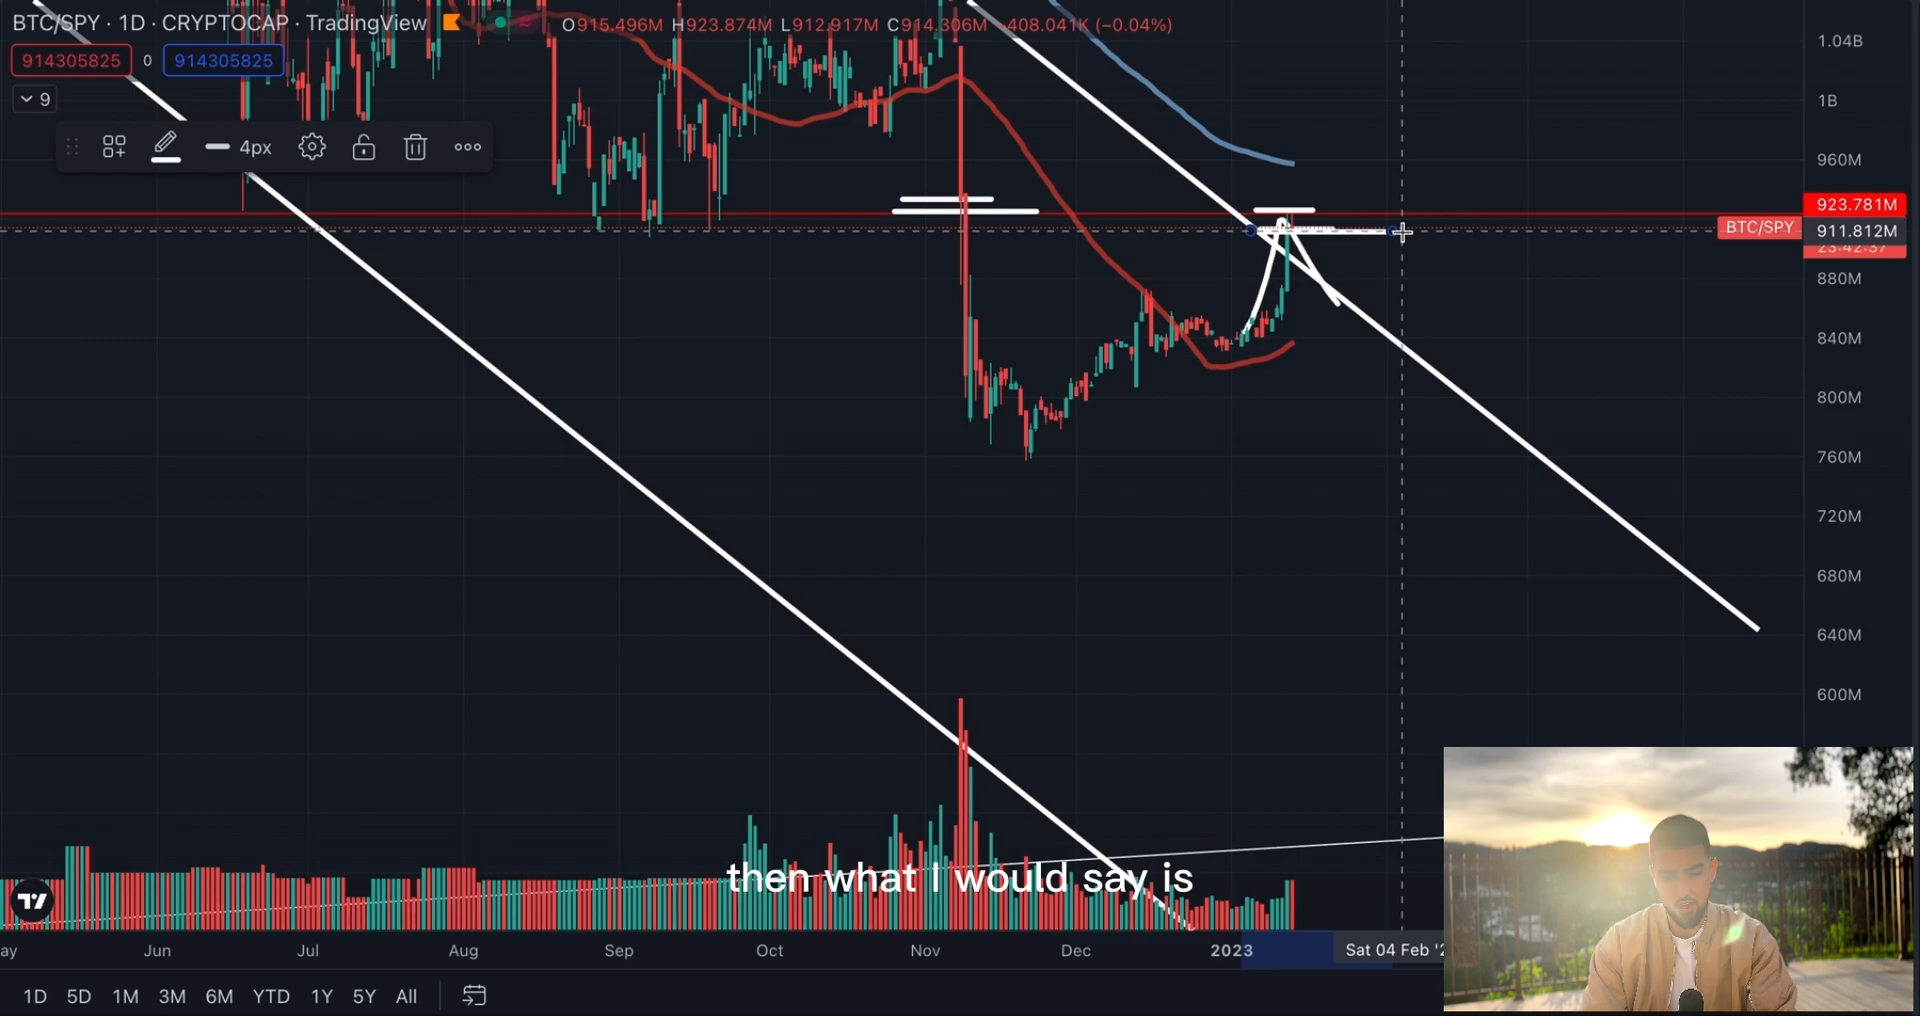 BTC/SPY · 1D · CRYPTOCAP · TradingView O915.496M H923.874M L912.917M C914.306M −408.041K (−0.04%)
914305825 0 914305825
9
4px
1.04B
1B
960M
923.781M
BTC/SPY 911.812M
23:42:37
880M
840M
800M
760M
720M
680M
640M
600M
then what I would say is
ay Jun Jul Aug Sep Oct Nov Dec 2023 Sat 04 Feb '2
1D 5D 1M 3M 6M YTD 1Y 5Y All